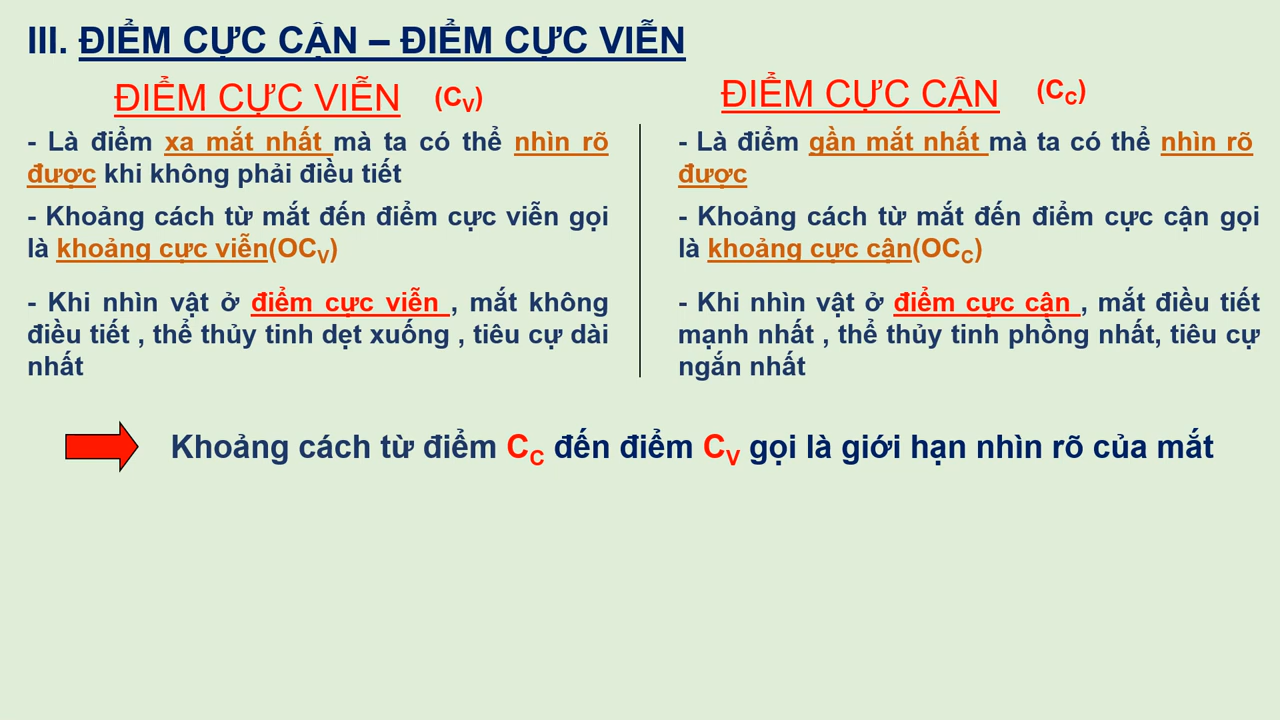 III. ĐIỂM CỰC CẬN – ĐIỂM CỰC VIỄN
ĐIỂM CỰC VIỄN (CV)
- Là điểm xa mắt nhất mà ta có thể nhìn rõ
được khi không phải điều tiết
- Khoảng cách từ mắt đến điểm cực viễn gọi
là khoảng cực viễn(OCV)
- Khi nhìn vật ở điểm cực viễn , mắt không
điều tiết , thể thủy tinh dẹt xuống , tiêu cự dài
nhất
ĐIỂM CỰC CẬN (CC)
- Là điểm gần mắt nhất mà ta có thể nhìn rõ
được
- Khoảng cách từ mắt đến điểm cực cận gọi
là khoảng cực cận(OCC)
- Khi nhìn vật ở điểm cực cận , mắt điều tiết
mạnh nhất , thể thủy tinh phồng nhất, tiêu cự
ngắn nhất
Khoảng cách từ điểm CC đến điểm CV gọi là giới hạn nhìn rõ của mắt